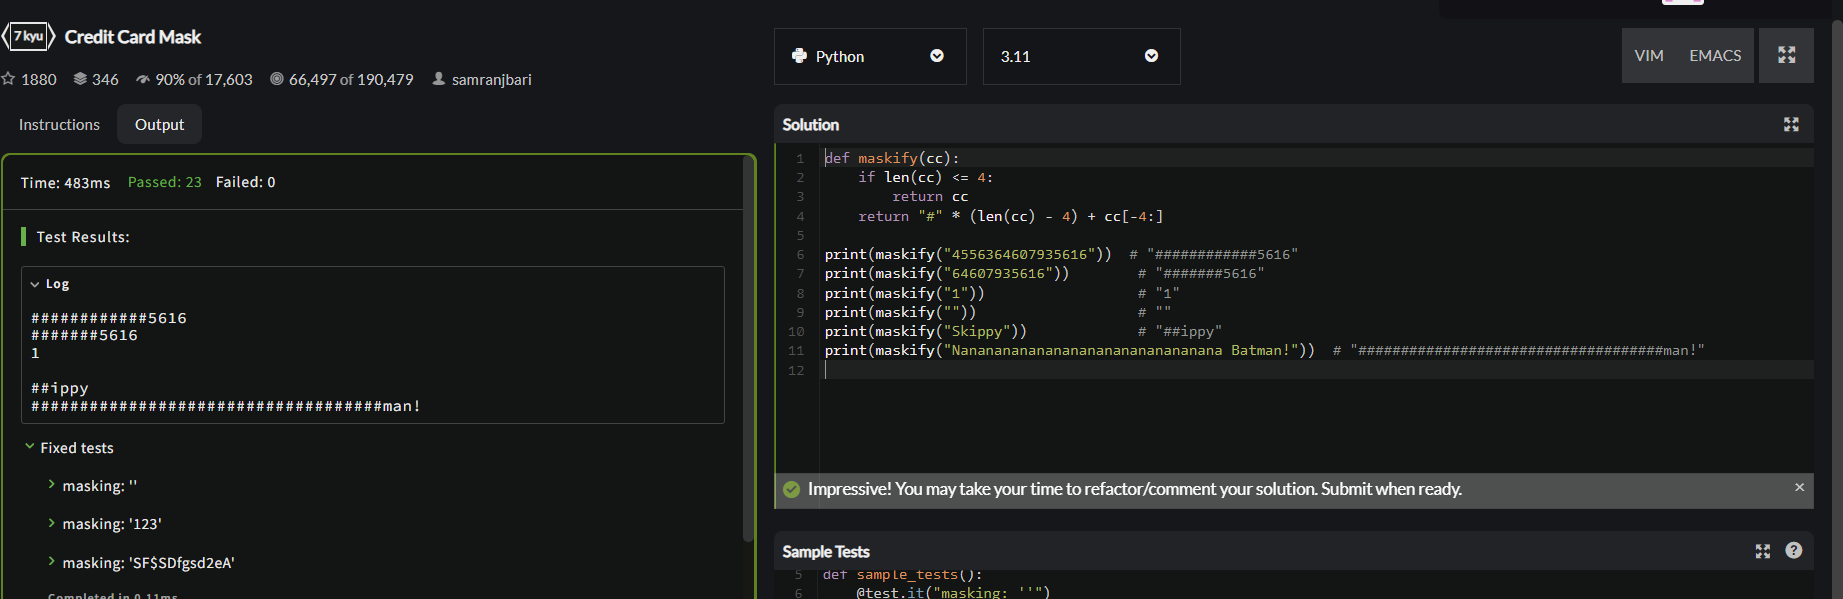 7 kyu Credit Card Mask
1880 346 90% of 17,603 66,497 of 190,479 samranjbari
Instructions Output
Time: 483ms Passed: 23 Failed: 0
Test Results:
Log
############5616
#######5616
1
##ippy
####################################man!
Fixed tests
masking: ''
masking: '123'
masking: 'SF$SDfgsd2eA'
Completed in 0.11ms
Python 3.11 VIM EMACS
Solution
1 def maskify(cc):
2     if len(cc) <= 4:
3         return cc
4     return "#" * (len(cc) - 4) + cc[-4:]
5
6 print(maskify("4556364607935616"))  # "############5616"
7 print(maskify("64607935616"))        # "#######5616"
8 print(maskify("1"))                  # "1"
9 print(maskify(""))                   # ""
10 print(maskify("Skippy"))             # "##ippy"
11 print(maskify("Nananananananananananananananana Batman!"))  # "####################################man!"
12
Impressive! You may take your time to refactor/comment your solution. Submit when ready. ×
Sample Tests ?
5 def sample_tests():
6     @test.it("masking: ''")